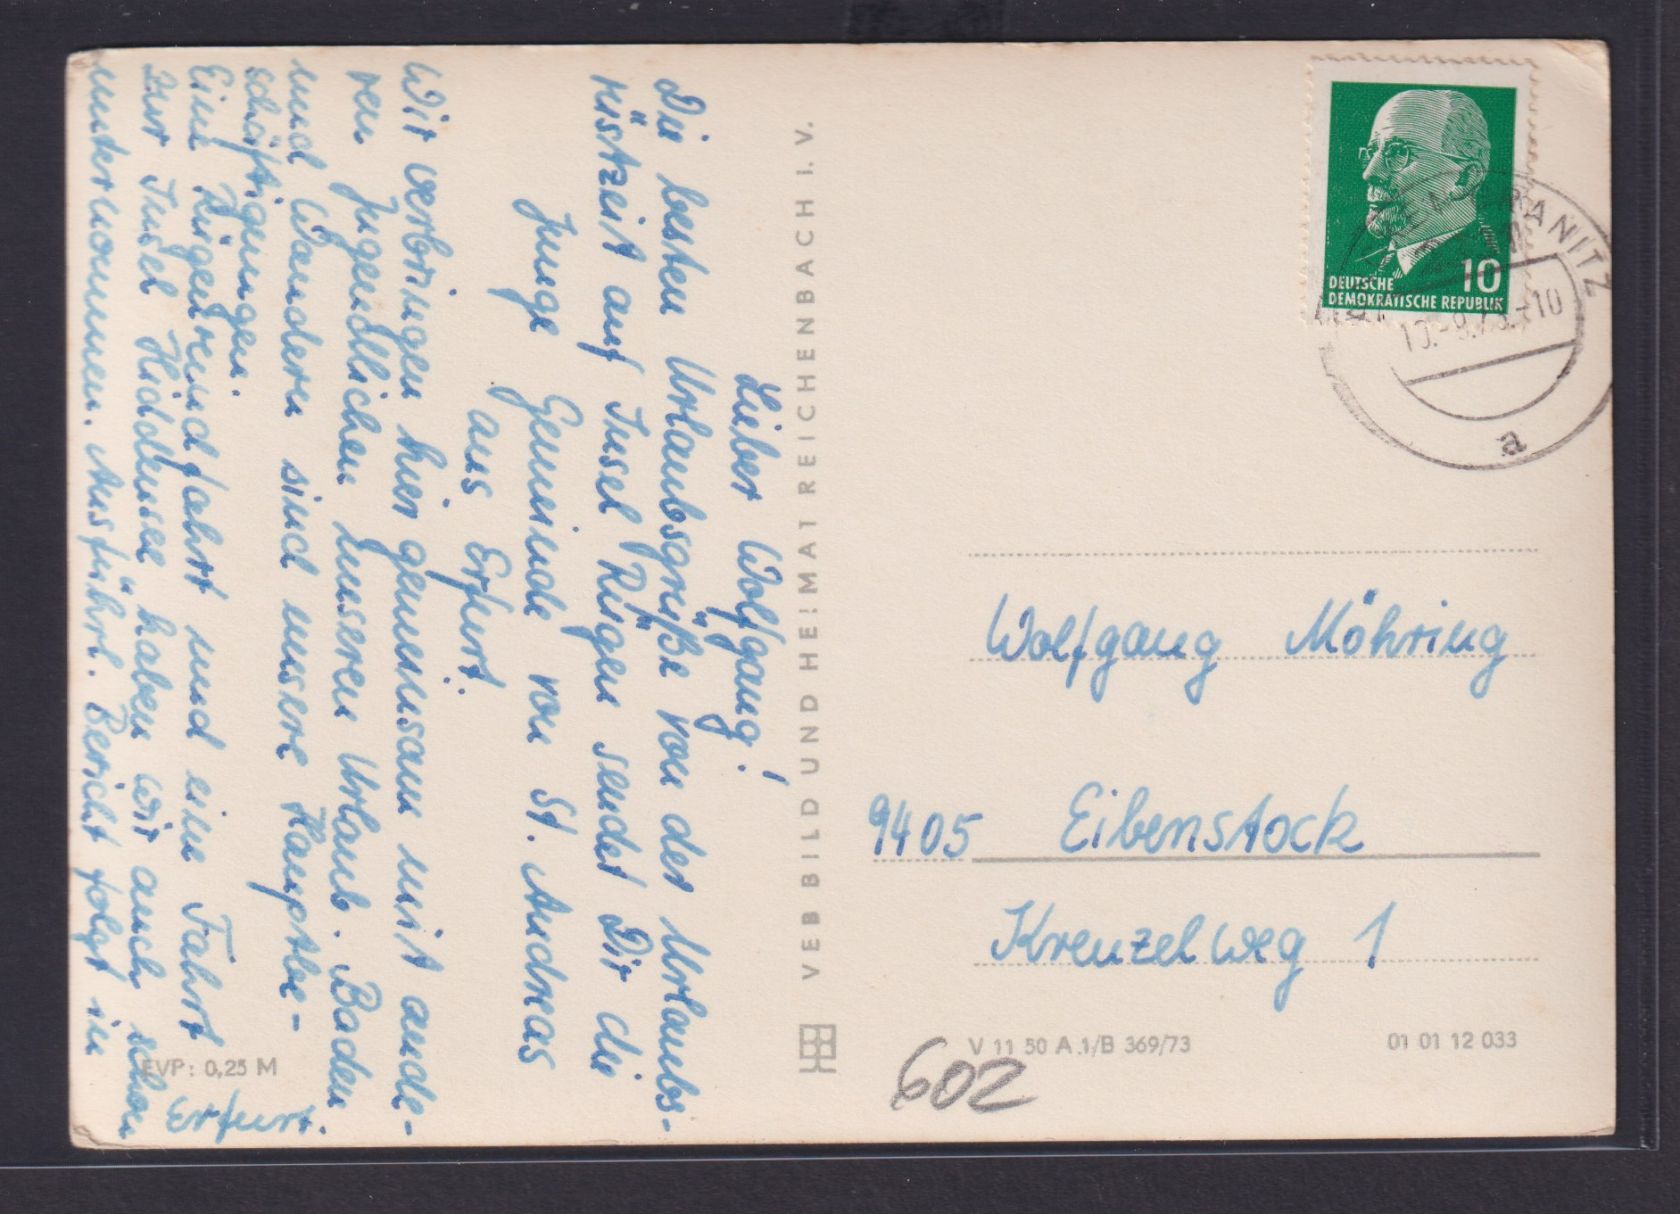 Lieber Wolfgang!
Die besten Urlaubsgrüße von der Urlaubs-
rüstzeit auf Insel Rügen sendet Dir die
Junge Gemeinde von St. Andreas
aus Erfurt.
Wir verbringen hier gemeinsam mit ande-
ren Jugendlichen unseren Urlaub. Baden
und Wandern sind unsere Hauptbe-
schäftigungen.
Eine Rügenrundfahrt und eine Fahrt
zur Insel Hiddensee haben wir auch schon
unternommen. Ausführl. Bericht folgt in
Erfurt.
EVP: 0,25 M
VEB BILD UND HEIMAT REICHENBACH I. V.
DEUTSCHE
DEMOKRATISCHE REPUBLIK
10
a
Wolfgang Möhring
9405 Eibenstock
Kreuzelweg 1
V 11 50 A 1/B 369/73
01 01 12 033
602